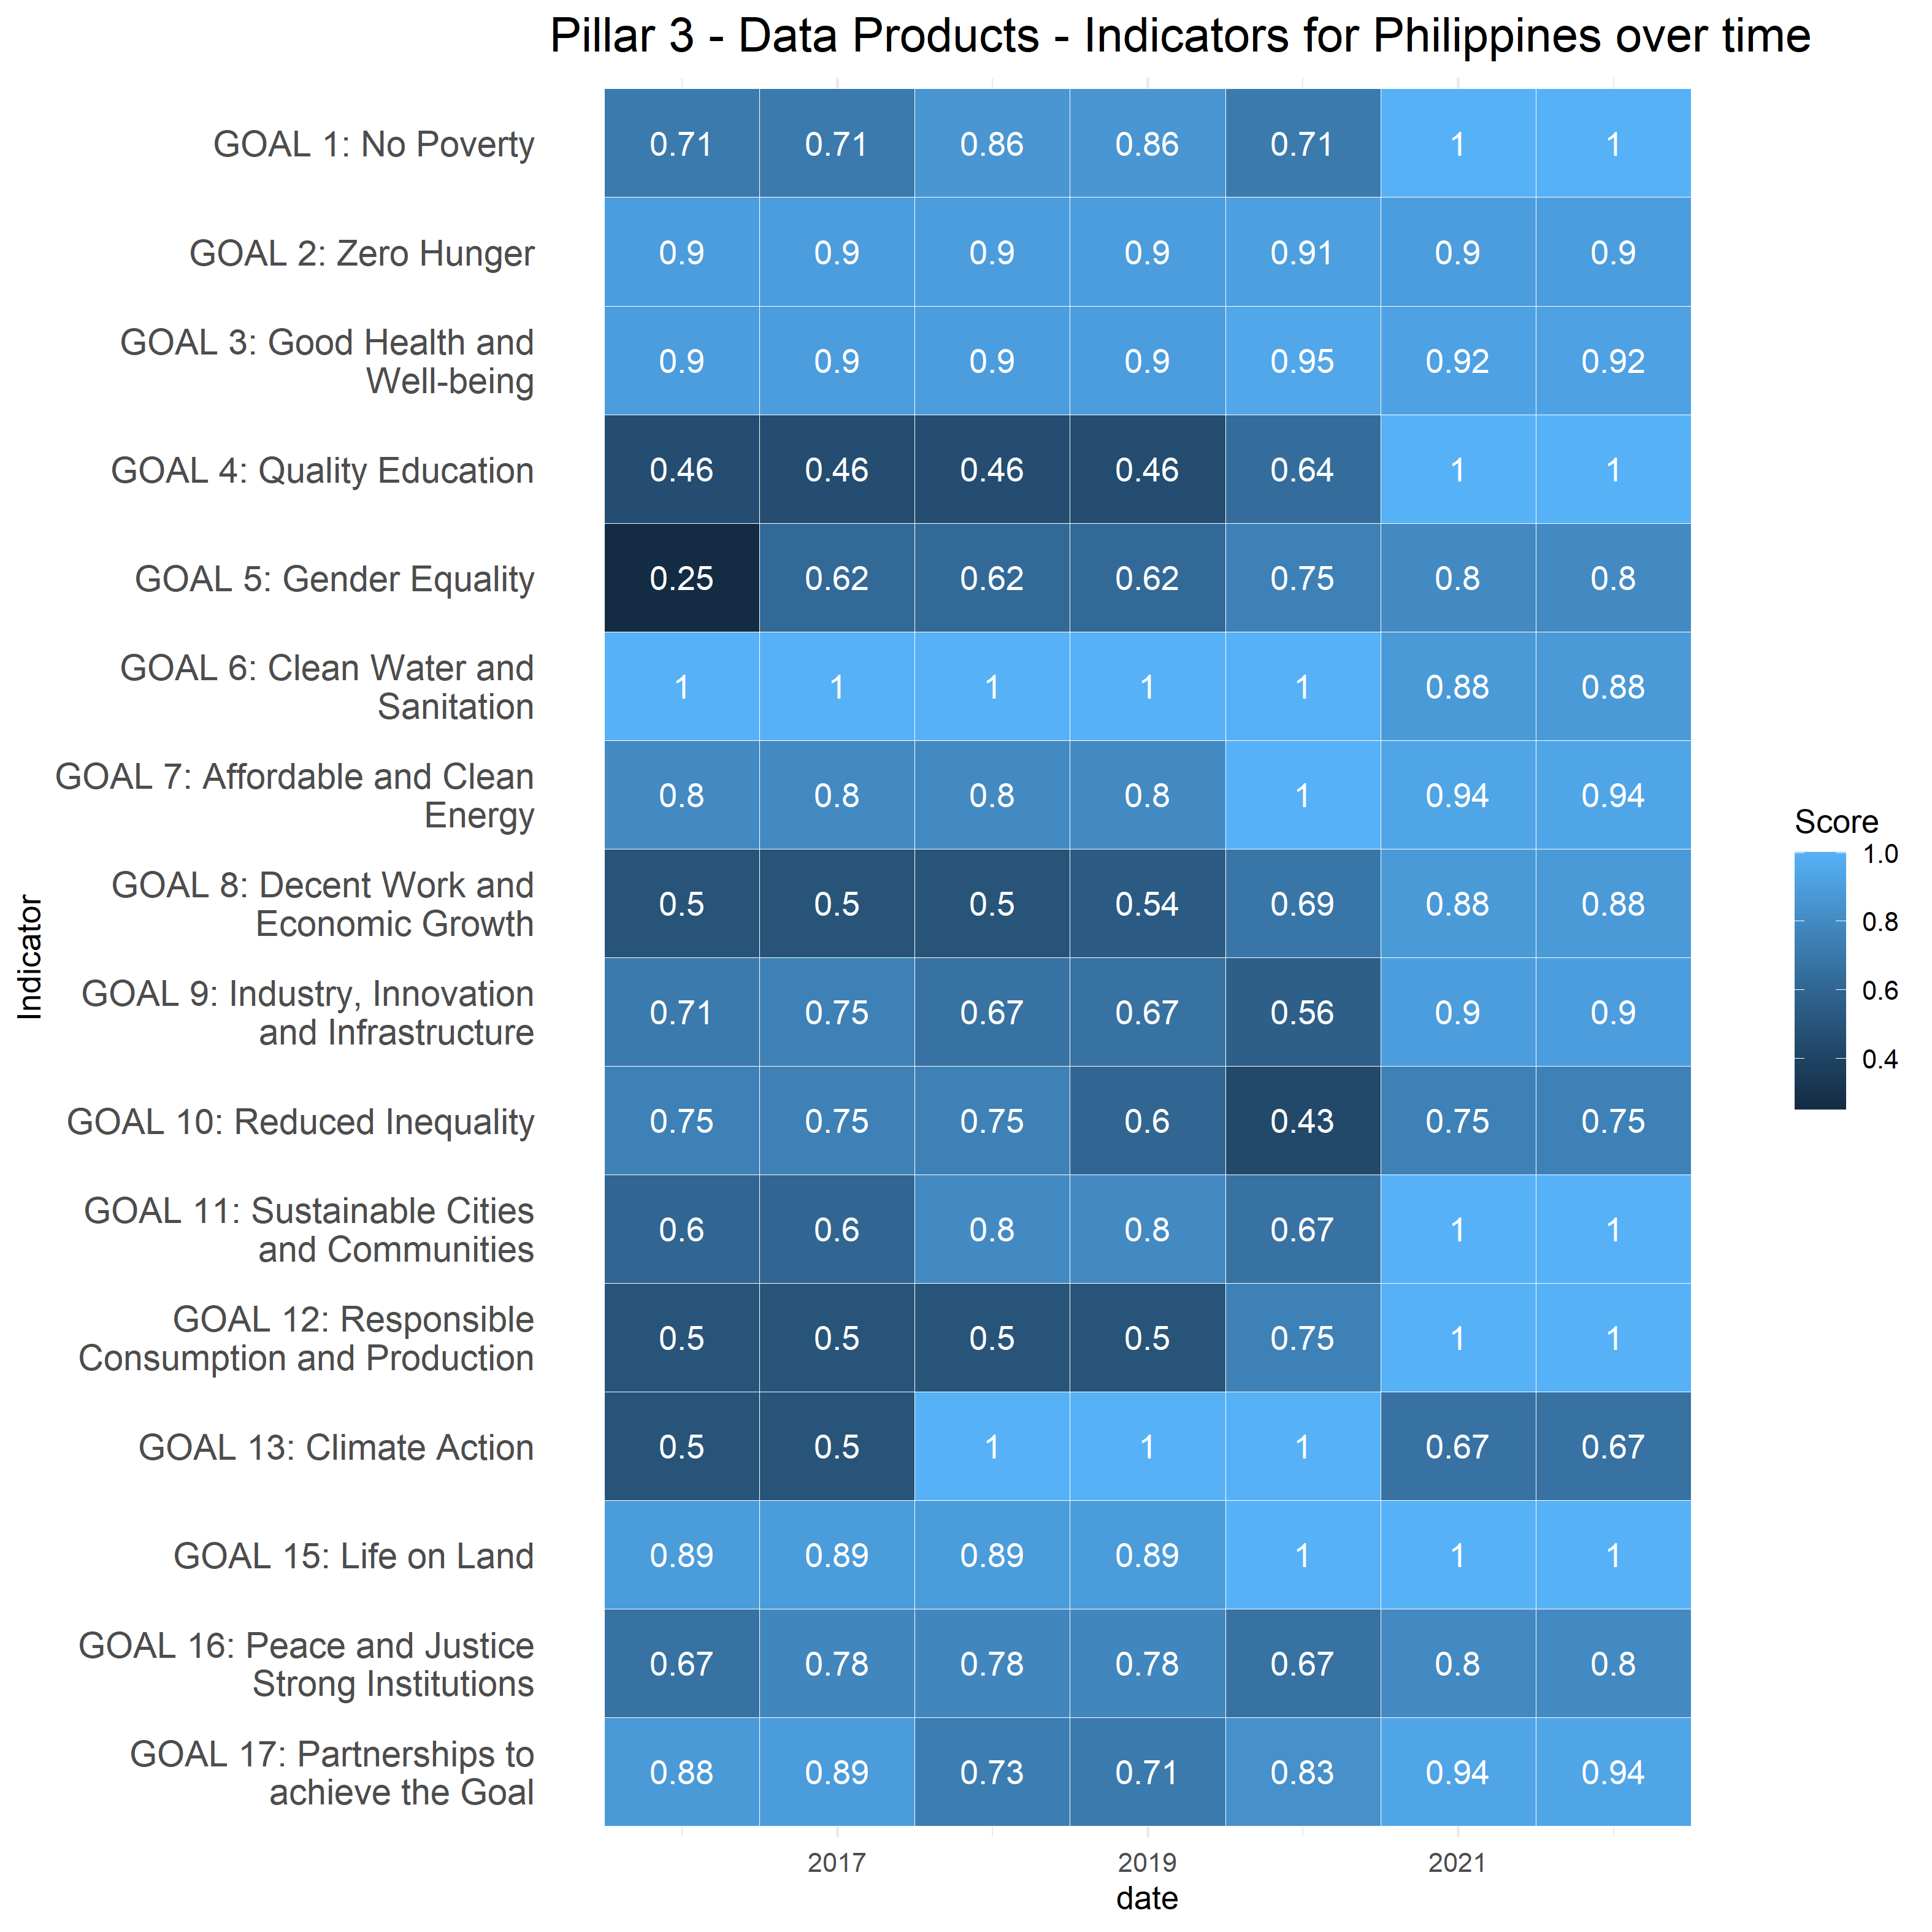 Pillar 3 - Data Products - Indicators for Philippines over time
GOAL 1: No Poverty
0.71 0.71 0.86 0.86 0.71 1 1
GOAL 2: Zero Hunger
0.9 0.9 0.9 0.9 0.91 0.9 0.9
GOAL 3: Good Health and
Well-being
0.9 0.9 0.9 0.9 0.95 0.92 0.92
GOAL 4: Quality Education
0.46 0.46 0.46 0.46 0.64 1 1
GOAL 5: Gender Equality
0.25 0.62 0.62 0.62 0.75 0.8 0.8
GOAL 6: Clean Water and
Sanitation
1 1 1 1 1 0.88 0.88
GOAL 7: Affordable and Clean
Energy
0.8 0.8 0.8 0.8 1 0.94 0.94
GOAL 8: Decent Work and
Economic Growth
0.5 0.5 0.5 0.54 0.69 0.88 0.88
GOAL 9: Industry, Innovation
and Infrastructure
0.71 0.75 0.67 0.67 0.56 0.9 0.9
GOAL 10: Reduced Inequality
0.75 0.75 0.75 0.6 0.43 0.75 0.75
GOAL 11: Sustainable Cities
and Communities
0.6 0.6 0.8 0.8 0.67 1 1
GOAL 12: Responsible
Consumption and Production
0.5 0.5 0.5 0.5 0.75 1 1
GOAL 13: Climate Action
0.5 0.5 1 1 1 0.67 0.67
GOAL 15: Life on Land
0.89 0.89 0.89 0.89 1 1 1
GOAL 16: Peace and Justice
Strong Institutions
0.67 0.78 0.78 0.78 0.67 0.8 0.8
GOAL 17: Partnerships to
achieve the Goal
0.88 0.89 0.73 0.71 0.83 0.94 0.94
2017 2019 2021
date
Indicator
Score
1.0
0.8
0.6
0.4